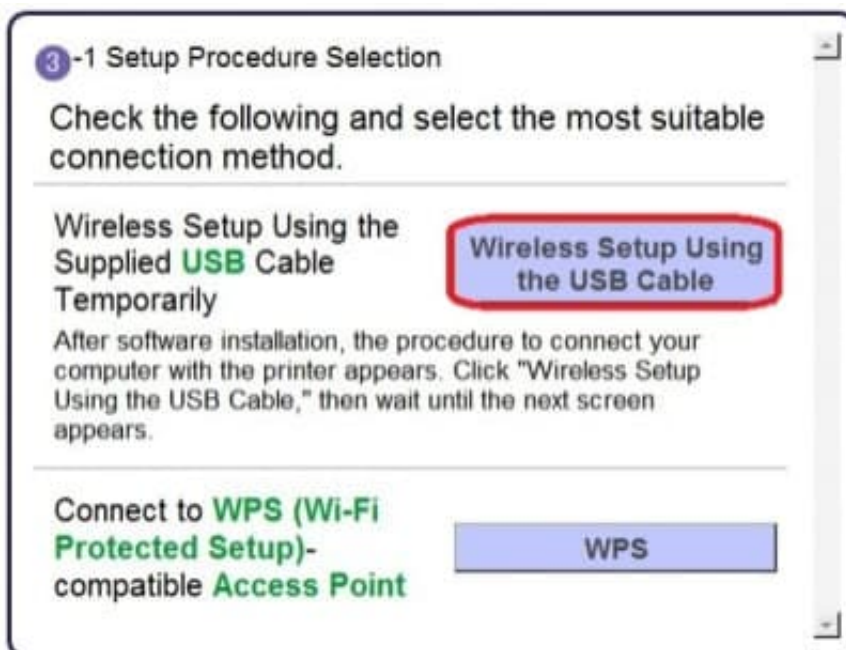 3-1 Setup Procedure Selection
Check the following and select the most suitable
connection method.
Wireless Setup Using the
Supplied USB Cable
Temporarily
Wireless Setup Using
the USB Cable
After software installation, the procedure to connect your
computer with the printer appears. Click "Wireless Setup
Using the USB Cable," then wait until the next screen
appears.
Connect to WPS (Wi-Fi
Protected Setup)-
compatible Access Point
WPS